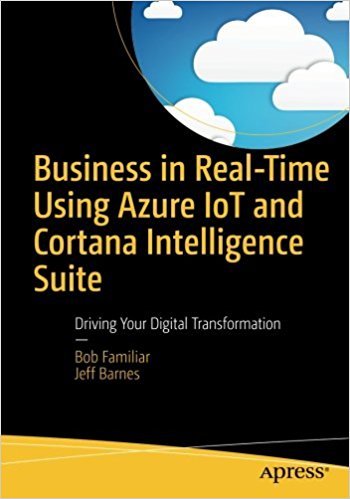 Business in Real-Time
Using Azure IoT and
Cortana Intelligence
Suite
Driving Your Digital Transformation
—
Bob Familiar
Jeff Barnes
Apress®